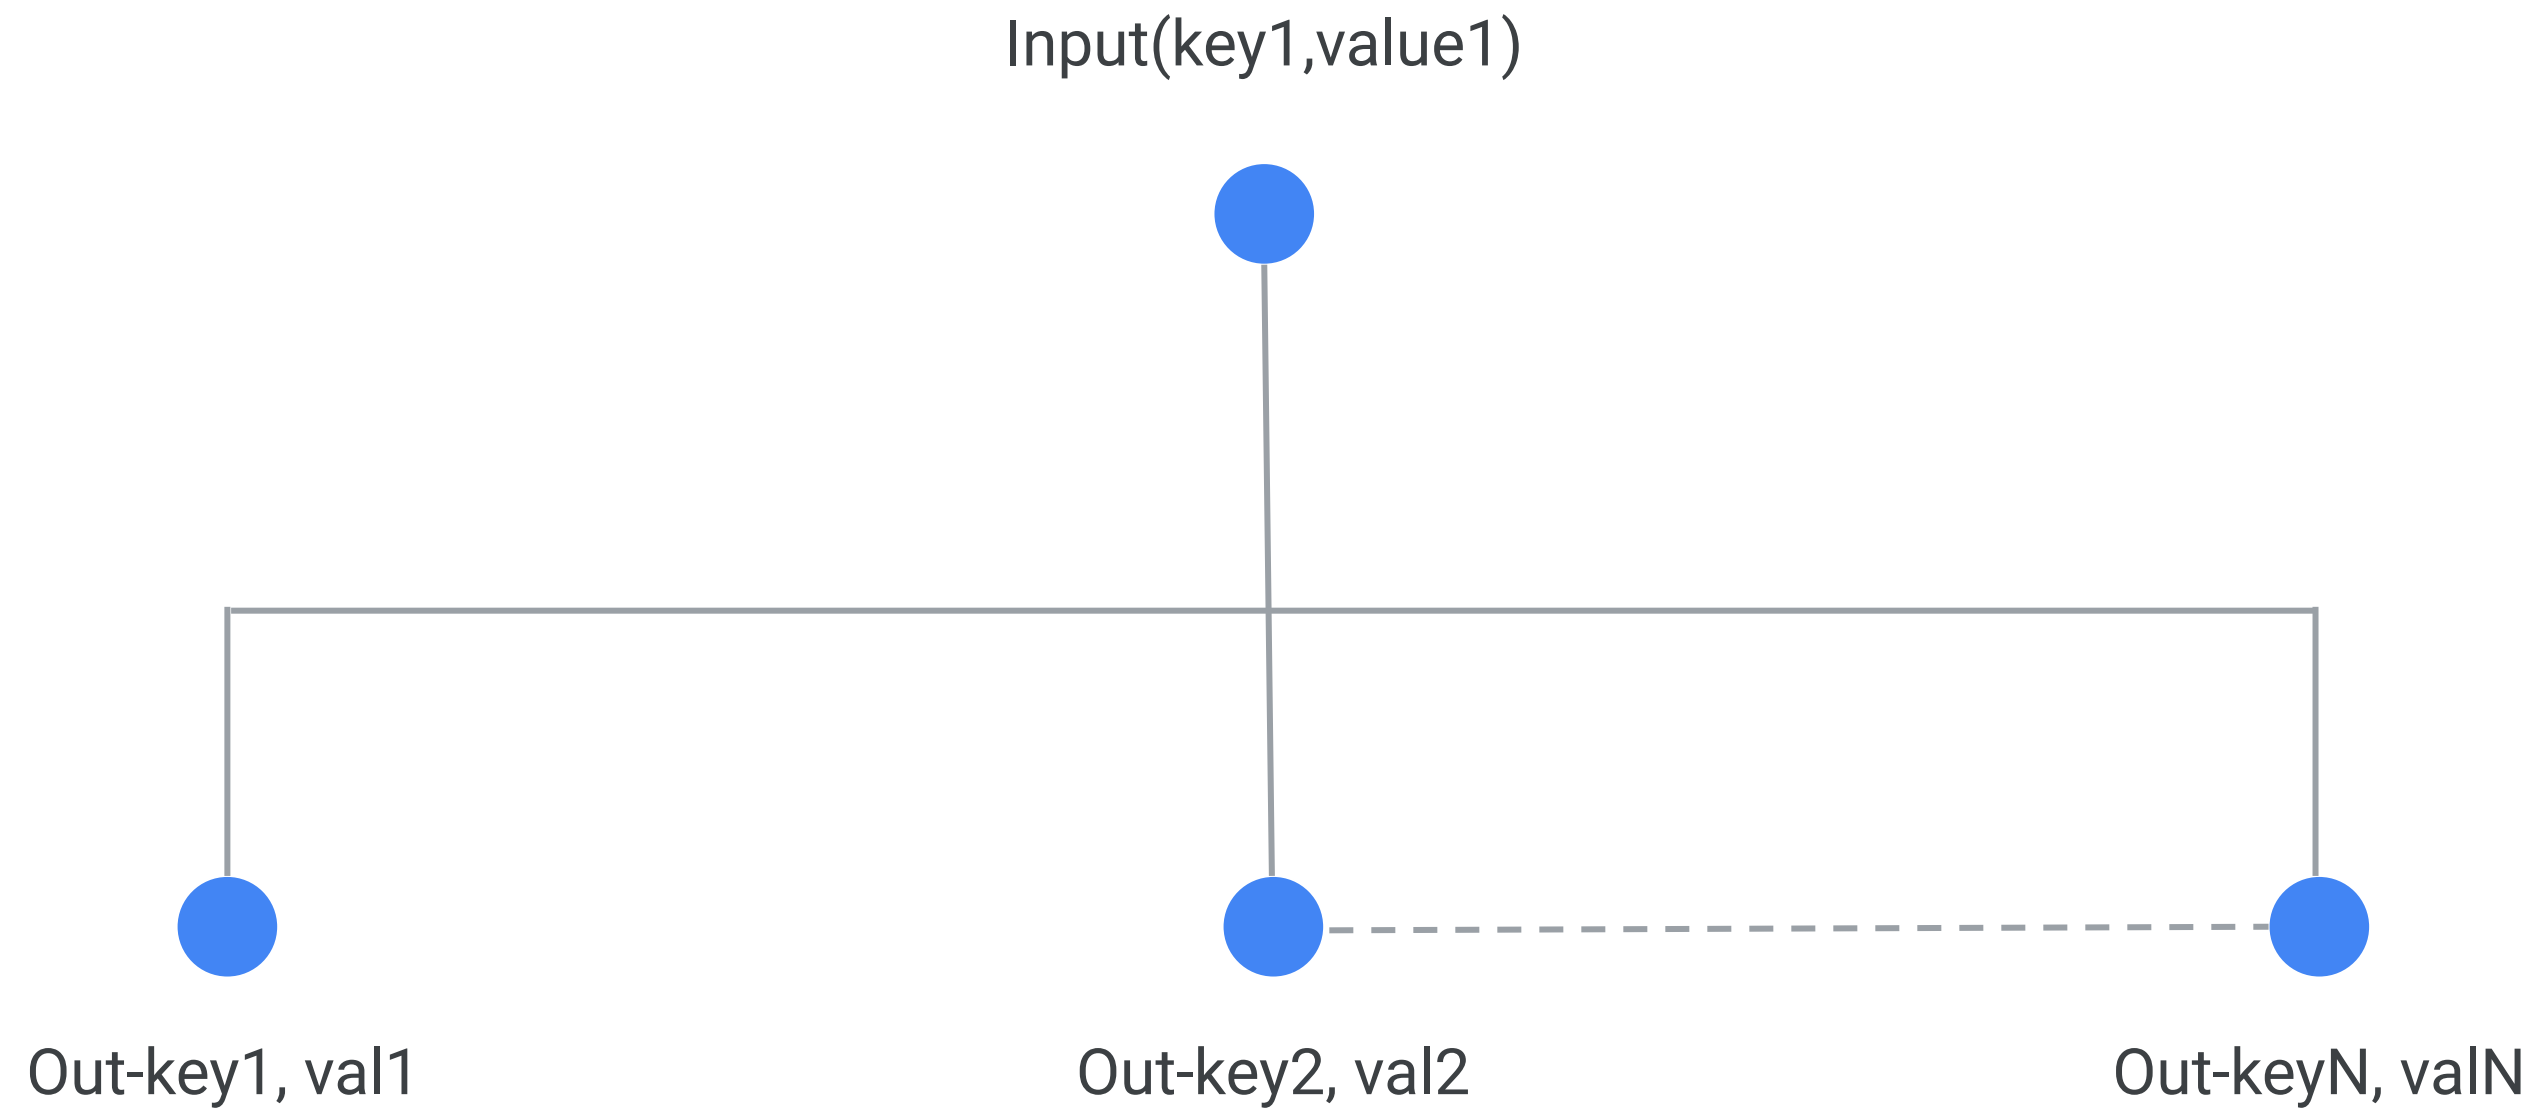 Input(key1,value1)
Out-key1, val1
Out-key2, val2
Out-keyN, valN